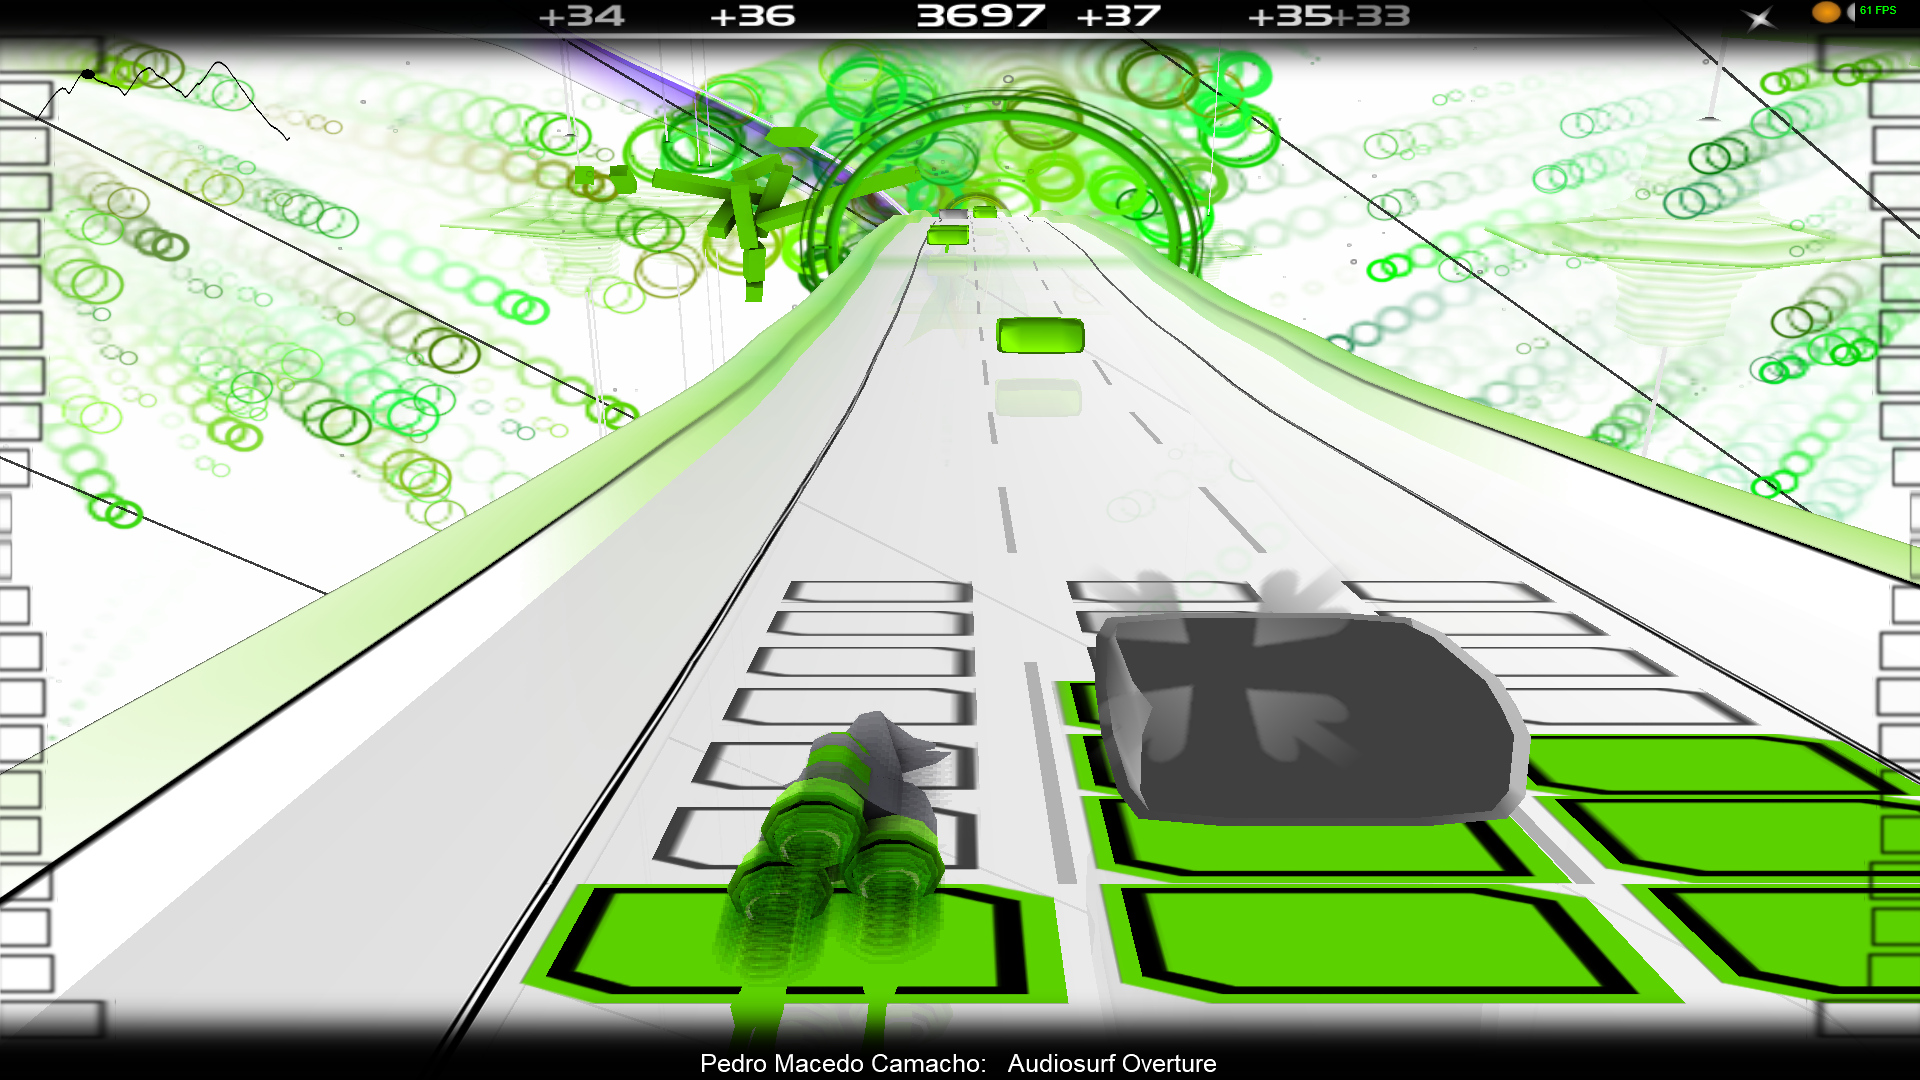 +34 +36 3697 +37 +35 +33
61 FPS
Pedro Macedo Camacho: Audiosurf Overture